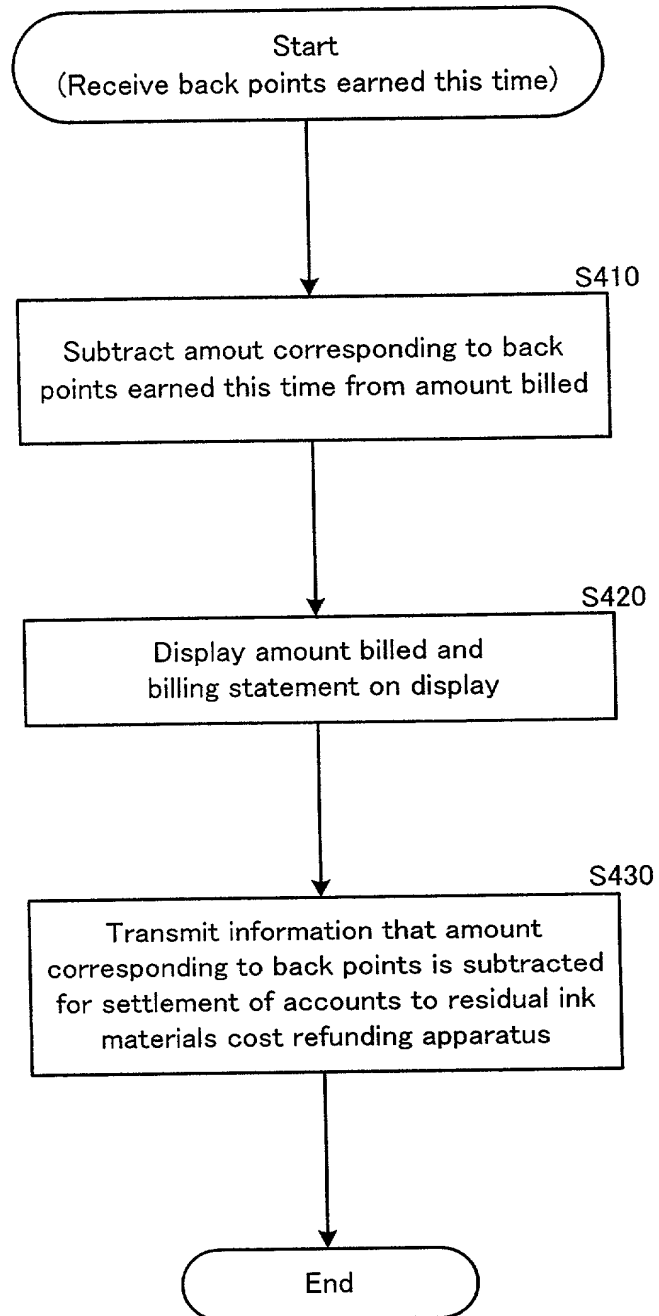 Start
(Receive back points earned this time)
S410
Subtract amout corresponding to back
points earned this time from amount billed
S420
Display amount billed and
billing statement on display
S430
Transmit information that amount
corresponding to back points is subtracted
for settlement of accounts to residual ink
materials cost refunding apparatus
End